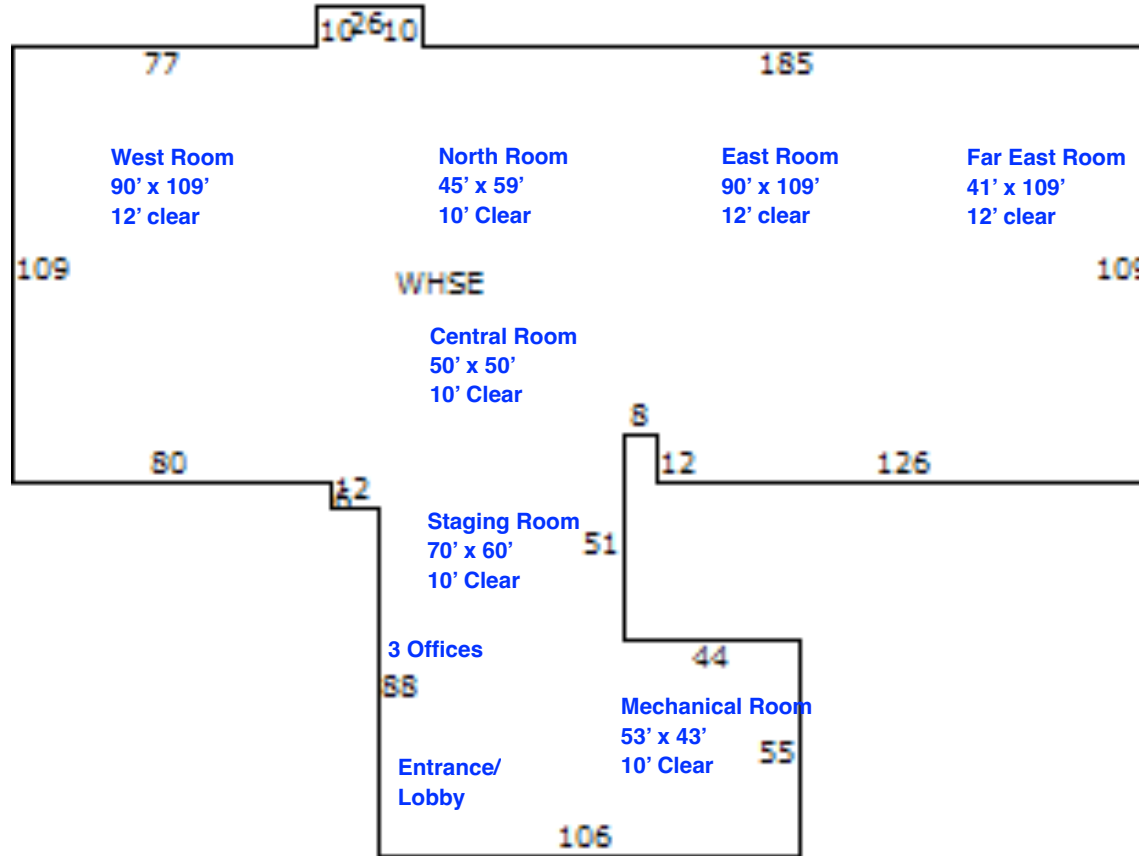 10 26 10
77
185
West Room
90’ x 109’
12’ clear
North Room
45’ x 59’
10’ Clear
East Room
90’ x 109’
12’ clear
Far East Room
41’ x 109’
12’ clear
109
WHSE
109
Central Room
50’ x 50’
10’ Clear
8
80
12
6
12
126
Staging Room
70’ x 60’
10’ Clear
51
3 Offices
44
88
Mechanical Room
53’ x 43’
10’ Clear
55
Entrance/
Lobby
106